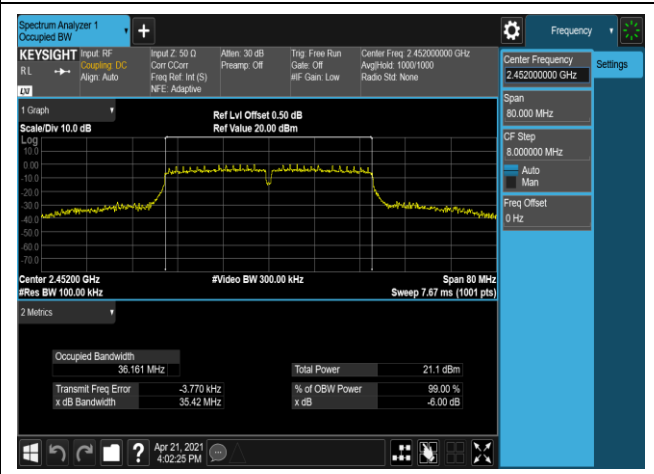 Spectrum Analyzer 1
Occupied BW
+
Frequency
KEYSIGHT
RL
LXI
Input: RF
Coupling: DC
Align: Auto
Input Z: 50 Ω
Corr CCorr
Freq Ref: Int (S)
NFE: Adaptive
Atten: 30 dB
Preamp: Off
Trig: Free Run
Gate: Off
#IF Gain: Low
Center Freq: 2.452000000 GHz
Avg|Hold: 1000/1000
Radio Std: None
Center Frequency
2.452000000 GHz
Settings
Span
80.000 MHz
CF Step
8.000000 MHz
Auto
Man
Freq Offset
0 Hz
1 Graph
Scale/Div 10.0 dB
Ref Lvl Offset 0.50 dB
Ref Value 20.00 dBm
Log
10.0
0.00
-10.0
-20.0
-30.0
-40.0
-50.0
-60.0
-70.0
Center 2.45200 GHz
#Video BW 300.00 kHz
Span 80 MHz
#Res BW 100.00 kHz
Sweep 7.67 ms (1001 pts)
2 Metrics
Occupied Bandwidth
36.161 MHz
Total Power 21.1 dBm
Transmit Freq Error -3.770 kHz
% of OBW Power 99.00 %
x dB Bandwidth 35.42 MHz
x dB -6.00 dB
?
Apr 21, 2021
4:02:25 PM